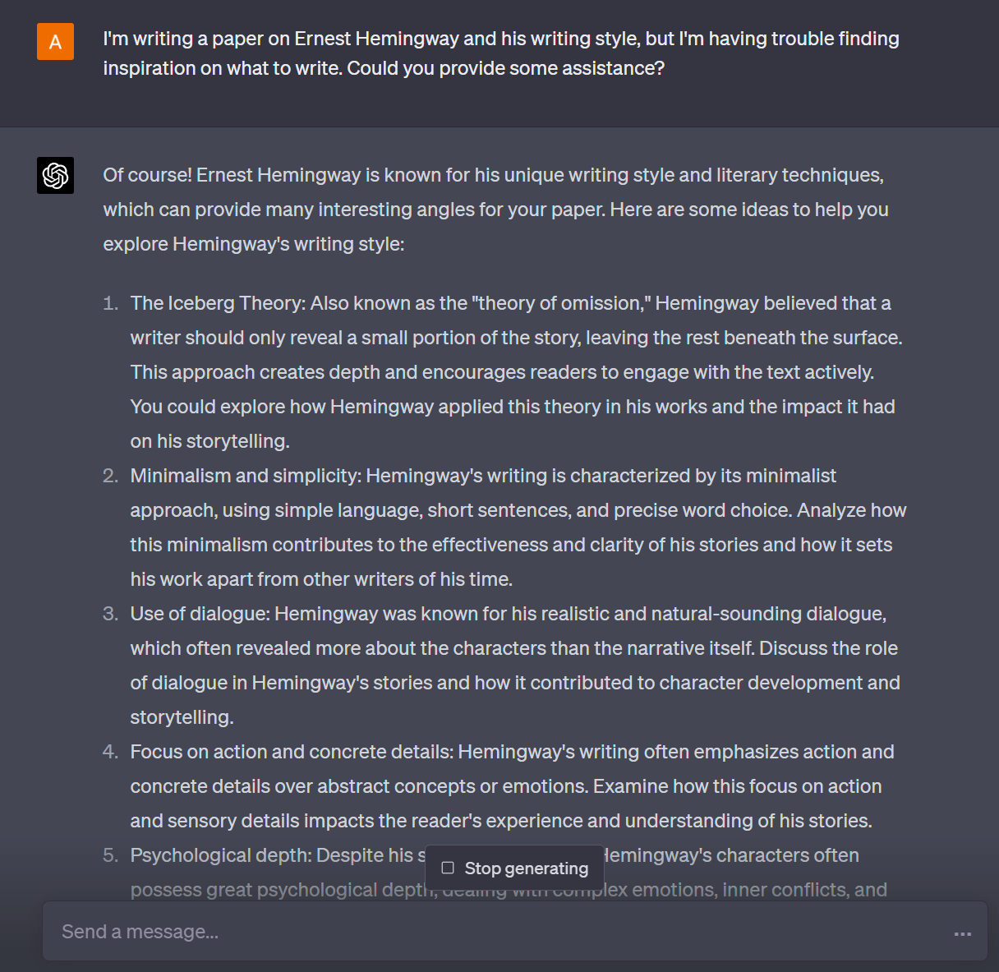 A
I'm writing a paper on Ernest Hemingway and his writing style, but I'm having trouble finding
inspiration on what to write. Could you provide some assistance?
Of course! Ernest Hemingway is known for his unique writing style and literary techniques,
which can provide many interesting angles for your paper. Here are some ideas to help you
explore Hemingway's writing style:
1. The Iceberg Theory: Also known as the "theory of omission," Hemingway believed that a
writer should only reveal a small portion of the story, leaving the rest beneath the surface.
This approach creates depth and encourages readers to engage with the text actively.
You could explore how Hemingway applied this theory in his works and the impact it had
on his storytelling.
2. Minimalism and simplicity: Hemingway's writing is characterized by its minimalist
approach, using simple language, short sentences, and precise word choice. Analyze how
this minimalism contributes to the effectiveness and clarity of his stories and how it sets
his work apart from other writers of his time.
3. Use of dialogue: Hemingway was known for his realistic and natural-sounding dialogue,
which often revealed more about the characters than the narrative itself. Discuss the role
of dialogue in Hemingway's stories and how it contributed to character development and
storytelling.
4. Focus on action and concrete details: Hemingway's writing often emphasizes action and
concrete details over abstract concepts or emotions. Examine how this focus on action
and sensory details impacts the reader's experience and understanding of his stories.
5. Psychological depth: Despite his Hemingway's characters often
Stop generating
possess great psychological depth, dealing with complex emotions, inner conflicts, and
Send a message...